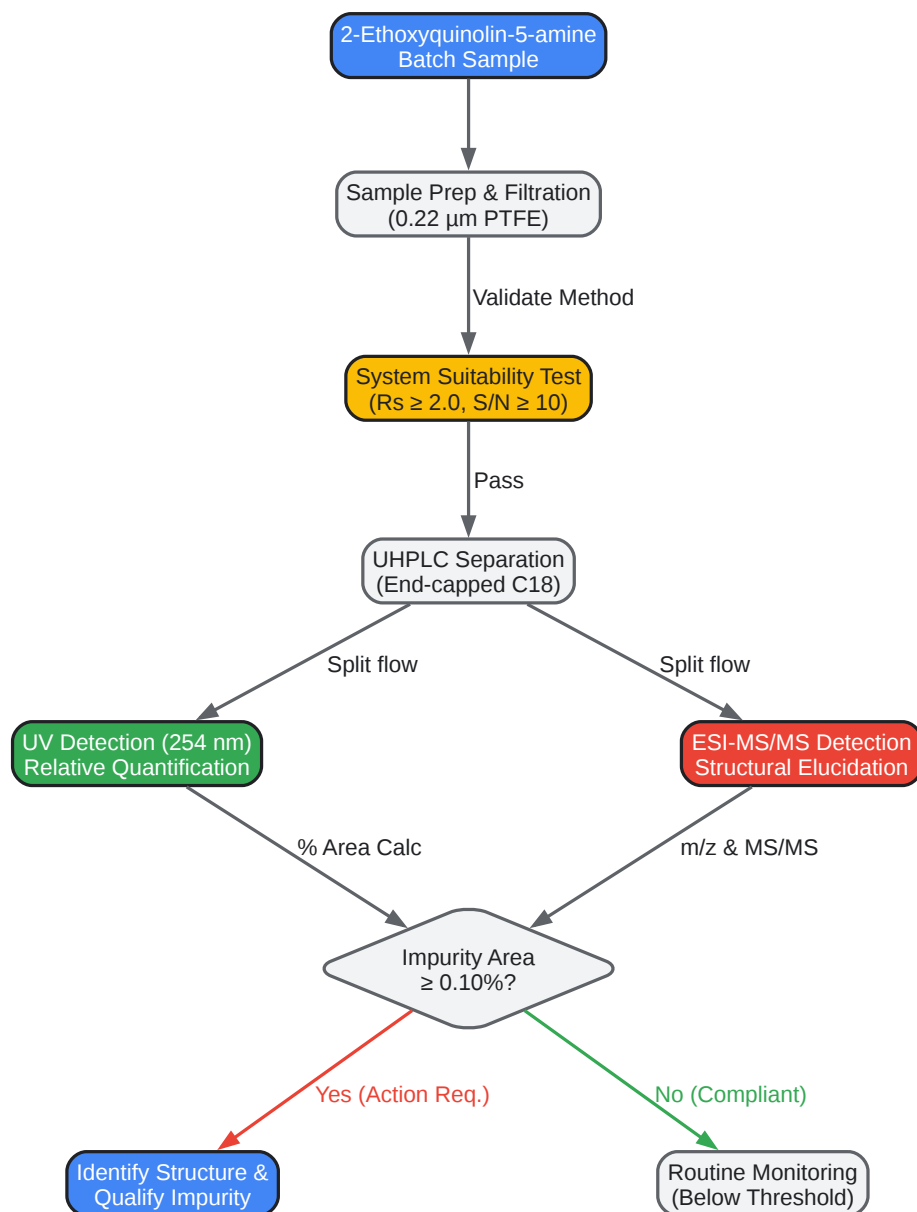 2-Ethoxyquinolin-5-amine
Batch Sample
Sample Prep & Filtration
(0.22 µm PTFE)
Validate Method
System Suitability Test
(Rs ≥ 2.0, S/N ≥ 10)
Pass
UHPLC Separation
(End-capped C18)
Split flow
Split flow
UV Detection (254 nm)
Relative Quantification
ESI-MS/MS Detection
Structural Elucidation
% Area Calc
m/z & MS/MS
Impurity Area
≥ 0.10%?
Yes (Action Req.)
No (Compliant)
Identify Structure &
Qualify Impurity
Routine Monitoring
(Below Threshold)